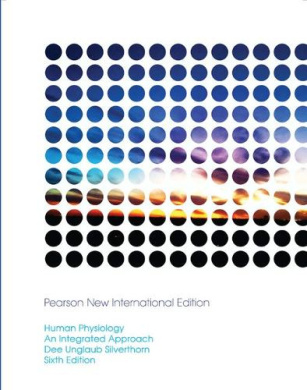 Pearson New International Edition
Human Physiology
An Integrated Approach
Dee Unglaub Silverthorn
Sixth Edition